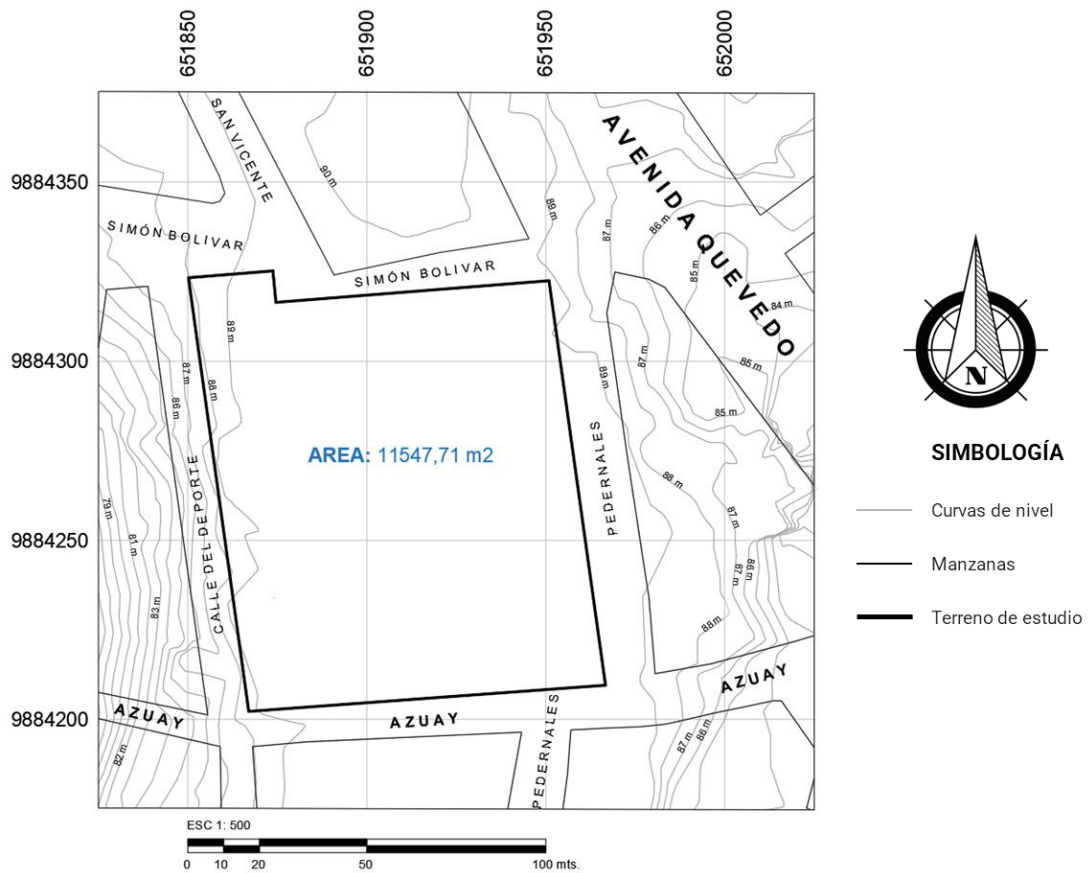 651850
651900
651950
652000
9884350
9884300
9884250
9884200
SAN VICENTE
90 m
AVENIDA QUEVEDO
89 m
87 m
86 m
85 m
84 m
SIMÓN BOLIVAR
SIMÓN BOLIVAR
89 m
87 m
88 m
86 m
89 m
87 m
85 m
85 m
AREA: 11547,71 m2
CALLE DEL DEPORTE
PEDERNALES
88 m
87 m
79 m
81 m
83 m
87 m
86 m
88 m
AZUAY
AZUAY
AZUAY
PEDERNALES
82 m
87 m
86 m
N
SIMBOLOGÍA
Curvas de nivel
Manzanas
Terreno de estudio
ESC 1: 500
0 10 20 50 100 mts.